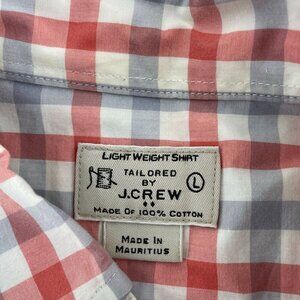 LIGHT WEIGHT SHIRT
TAILORED
BY
J.CREW
L
MADE OF 100% COTTON
MADE IN
MAURITIUS